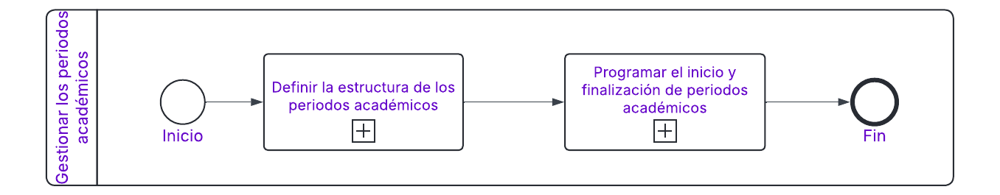 Gestionar los periodos
académicos
Inicio
Definir la estructura de los
periodos académicos
Programar el inicio y
finalización de periodos
académicos
Fin